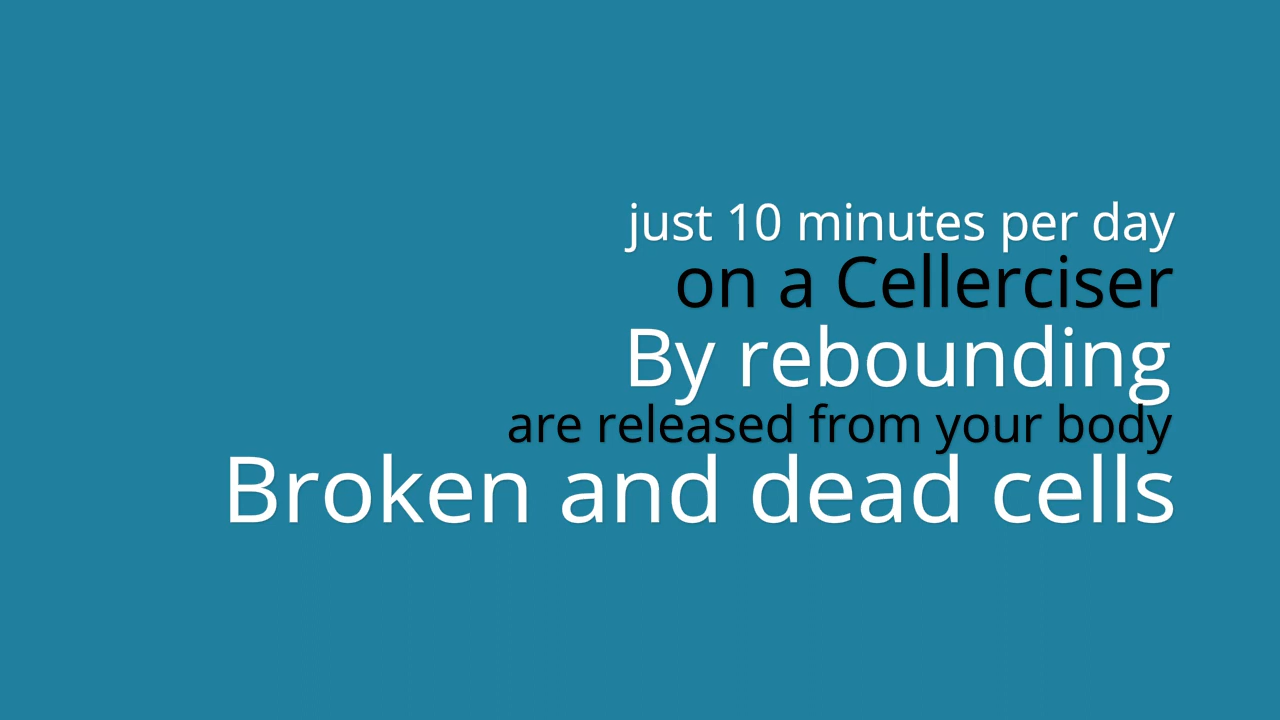 just 10 minutes per day
on a Cellerciser
By rebounding
are released from your body
Broken and dead cells